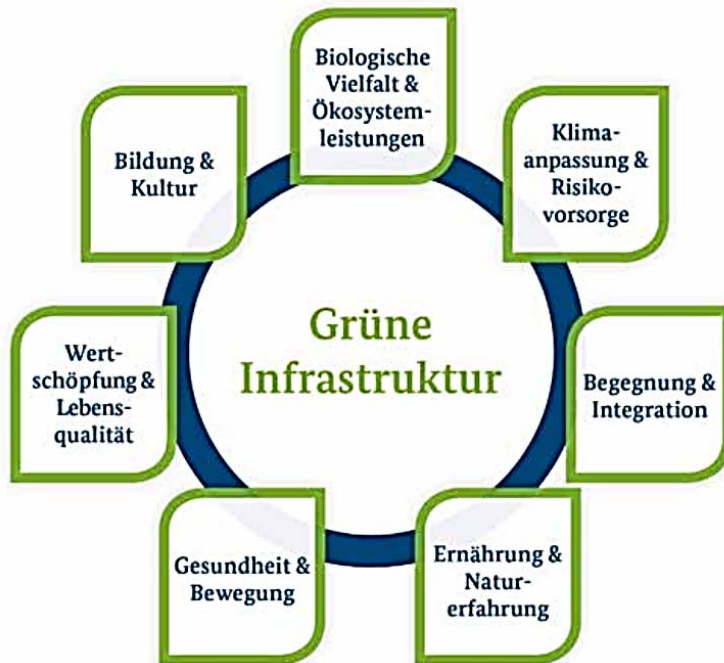 Biologische
Vielfalt &
Ökosystem-
leistungen
Klima-
anpassung &
Risiko-
vorsorge
Begegnung &
Integration
Ernährung &
Natur-
erfahrung
Gesundheit &
Bewegung
Wert-
schöpfung &
Lebens-
qualität
Bildung &
Kultur
Grüne
Infrastruktur